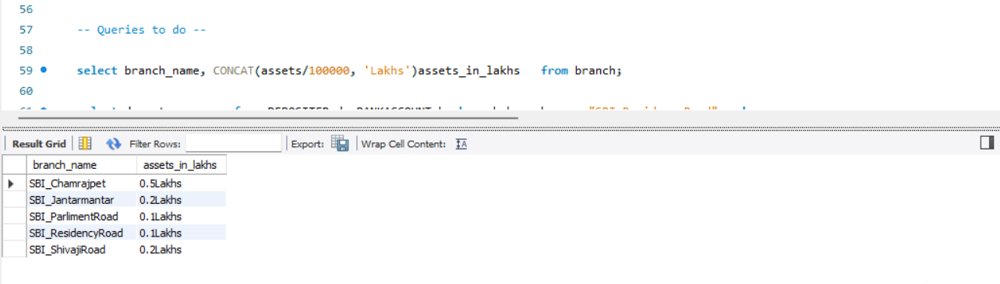 56
57 -- Queries to do --
58
59 select branch_name, CONCAT(assets/100000, 'Lakhs')assets_in_lakhs from branch;
60
Result Grid Filter Rows: Export: Wrap Cell Content:
branch_name assets_in_lakhs
SBI_Chamrajpet 0.5Lakhs
SBI_Jantarmantar 0.2Lakhs
SBI_ParlimentRoad 0.1Lakhs
SBI_ResidencyRoad 0.1Lakhs
SBI_ShivajiRoad 0.2Lakhs